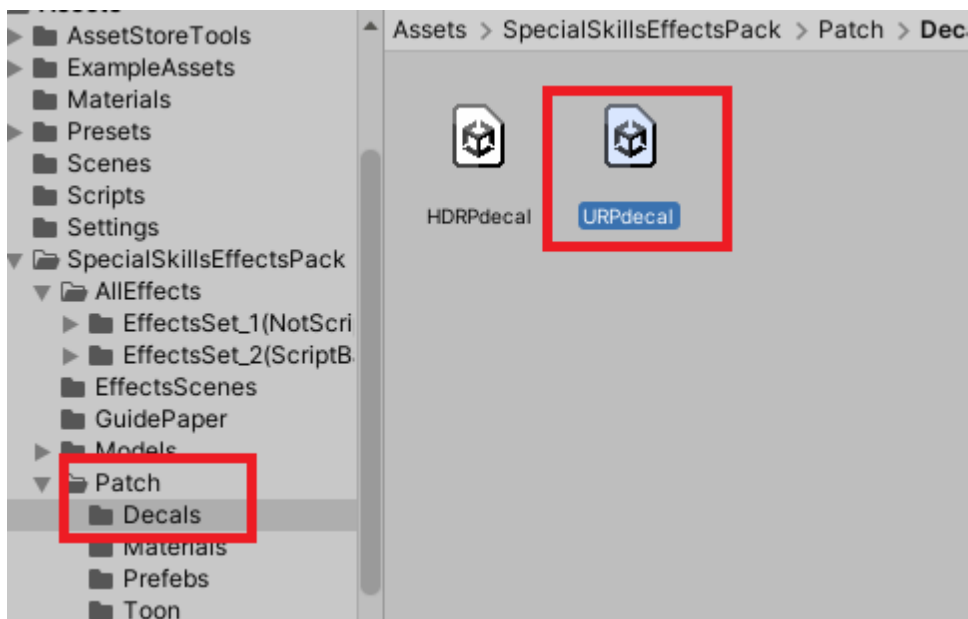 Assets > SpecialSkillsEffectsPack > Patch > Dec
AssetStoreTools
ExampleAssets
Materials
Presets
Scenes
Scripts
Settings
SpecialSkillsEffectsPack
AllEffects
EffectsSet_1(NotScri
EffectsSet_2(ScriptB
EffectsScenes
GuidePaper
Models
Patch
Decals
Materials
Prefebs
Toon
HDRPdecal
URPdecal